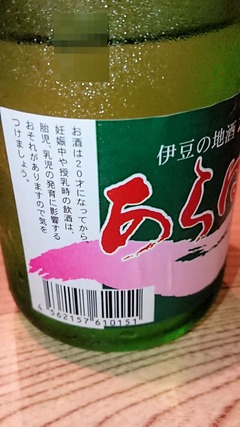 お酒は20才になってから。
妊娠中や授乳時の飲酒は、
胎児、乳児の発育に影響する
おそれがありますので気を
つけましょう。
伊豆の地酒
あら
4562157610151